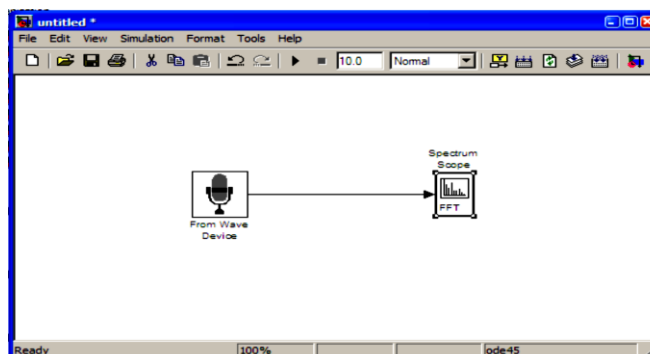 untitled *
File Edit View Simulation Format Tools Help
10.0 Normal
Spectrum
Scope
FFT
From Wave
Device
Ready 100% ode45